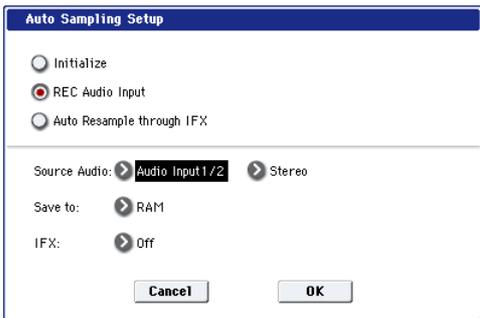 Auto Sampling Setup
Initialize
REC Audio Input
Auto Resample through IFX
Source Audio: Audio Input1/2 Stereo
Save to: RAM
IFX: Off
Cancel OK